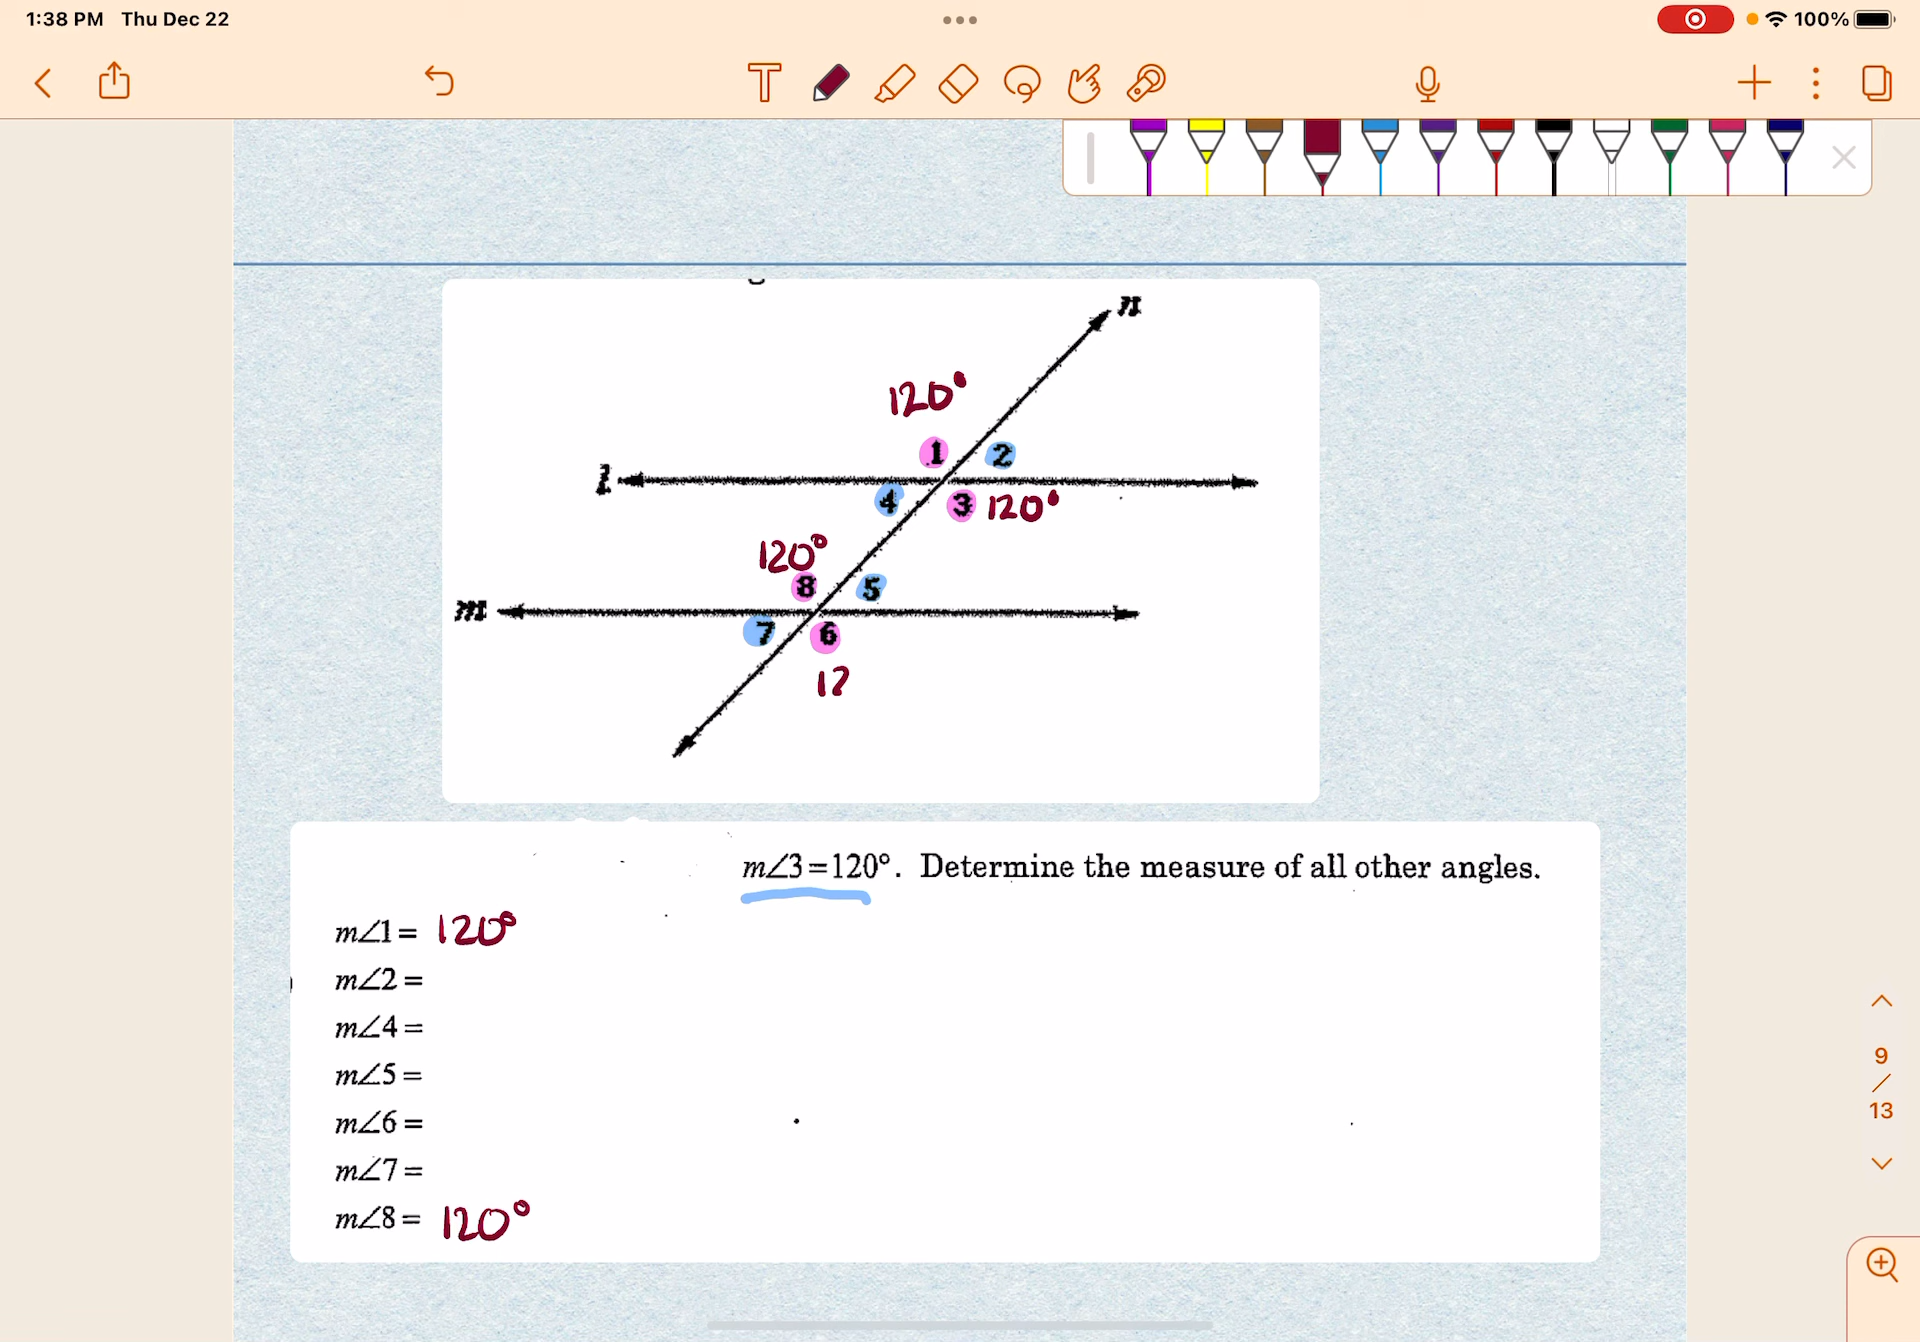 1:38 PM Thu Dec 22
100%
T
n
120°
1 2
l
4 3 120°
120°
8 5
m
7 6
12
m∠3=120°. Determine the measure of all other angles.
m∠1= 120°
m∠2=
m∠4=
m∠5=
m∠6=
m∠7=
m∠8= 120°
9
/
13